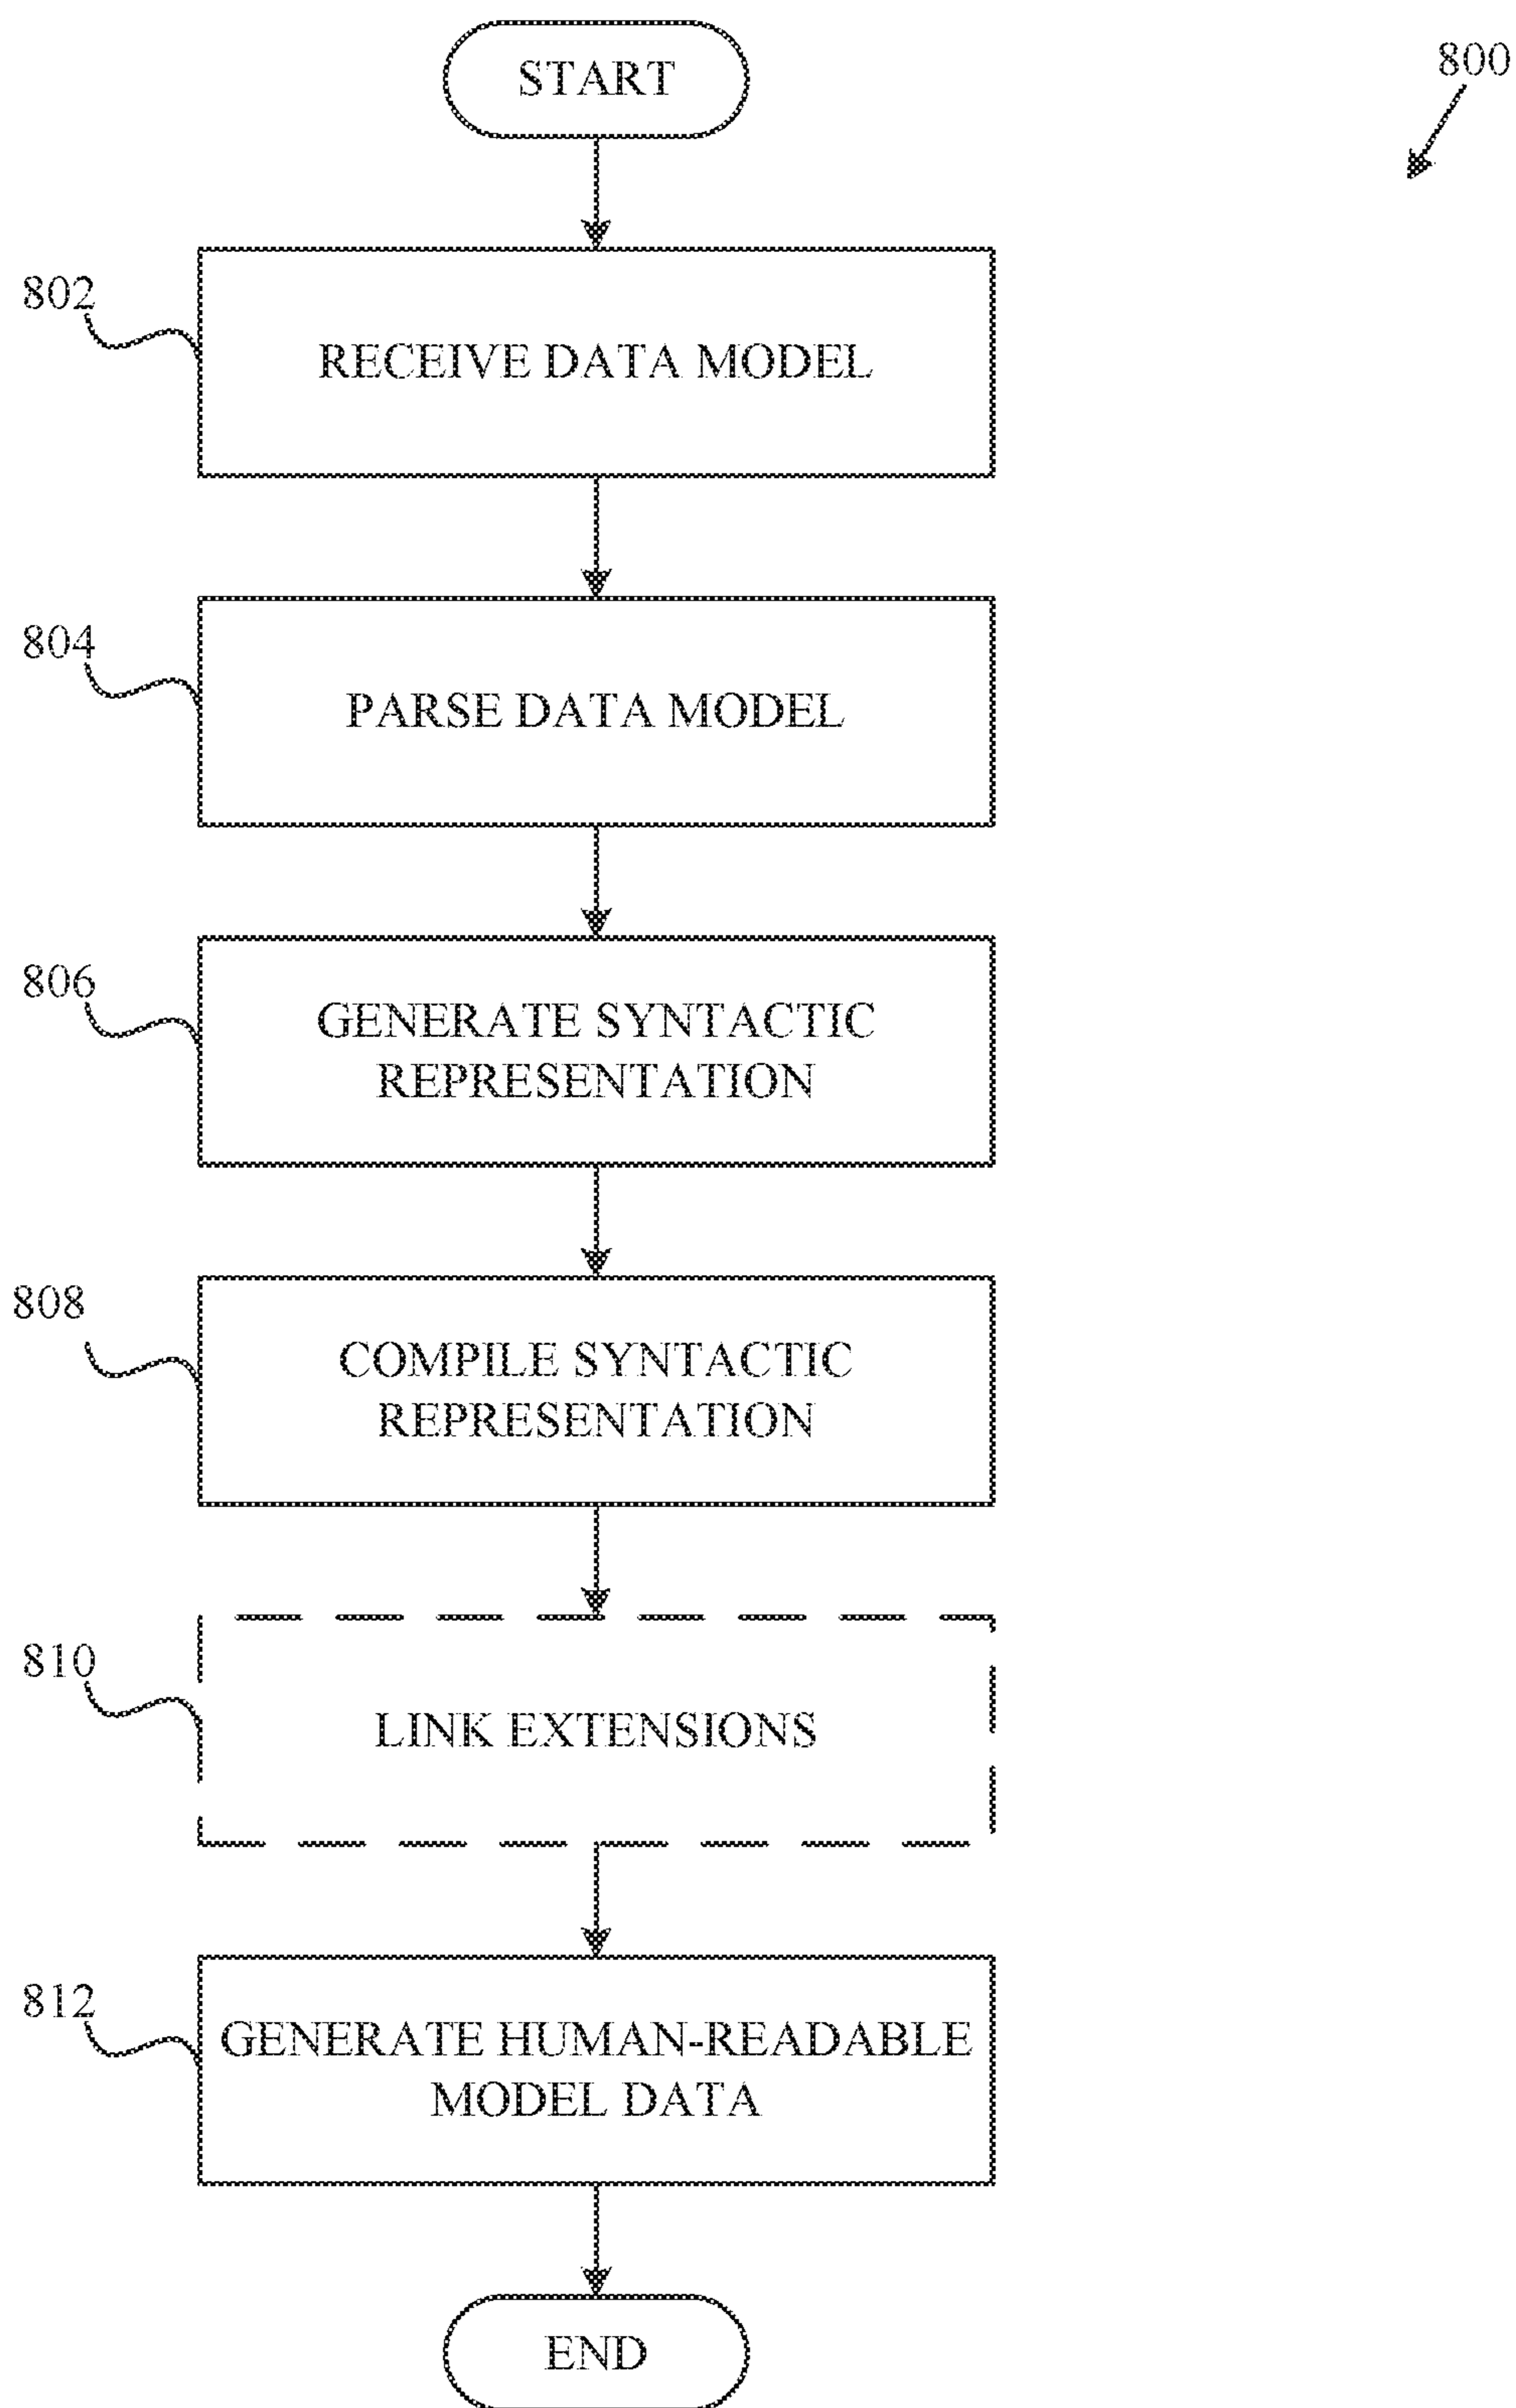 START
800
802
RECEIVE DATA MODEL
804
PARSE DATA MODEL
806
GENERATE SYNTACTIC
REPRESENTATION
808
COMPILE SYNTACTIC
REPRESENTATION
810
LINK EXTENSIONS
812
GENERATE HUMAN-READABLE
MODEL DATA
END